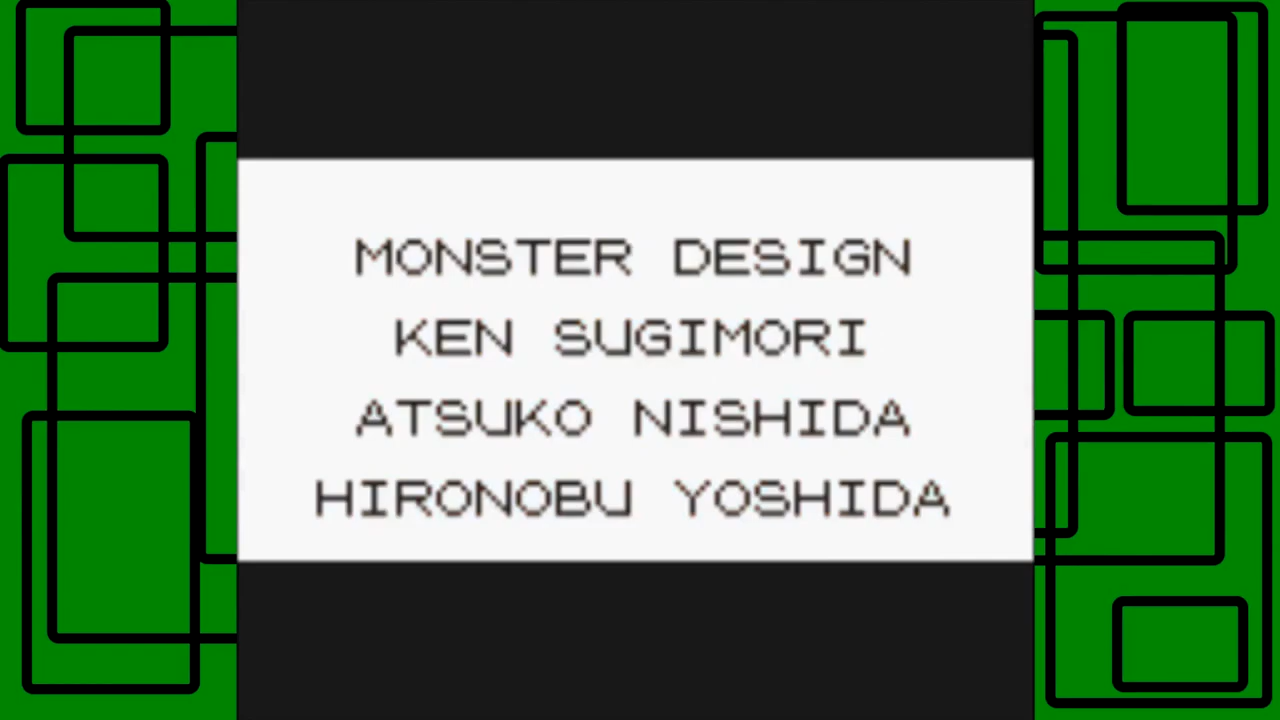 MONSTER DESIGN
KEN SUGIMORI
ATSUKO NISHIDA
HIRONOBU YOSHIDA